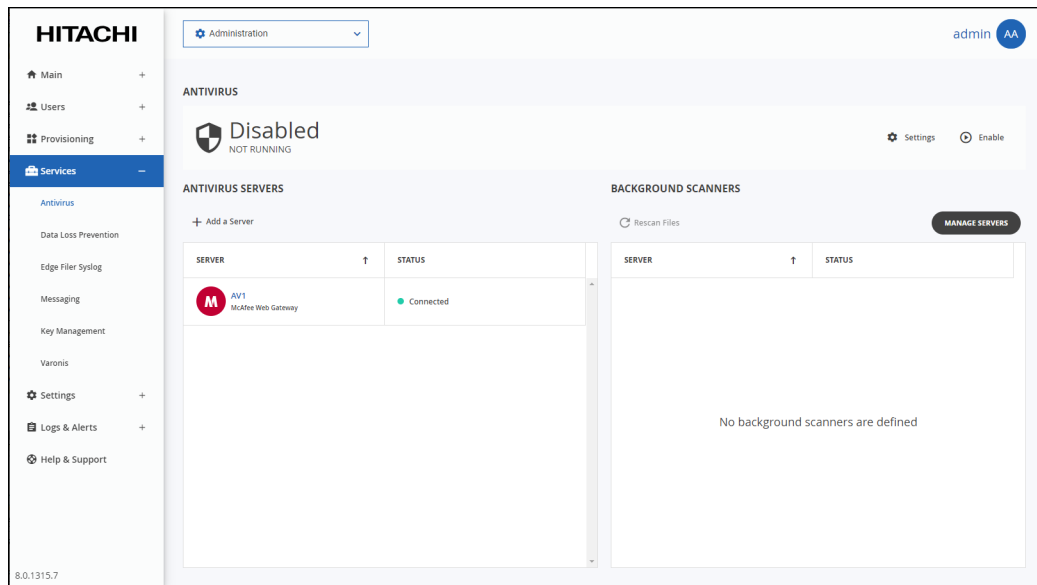 HITACHI
Administration
admin AA
Main
Users
Provisioning
Services
Antivirus
Data Loss Prevention
Edge Filer Syslog
Messaging
Key Management
Varonis
Settings
Logs & Alerts
Help & Support
8.0.1315.7
ANTIVIRUS
Disabled
NOT RUNNING
Settings Enable
ANTIVIRUS SERVERS
Add a Server
SERVER STATUS
AV1
McAfee Web Gateway
Connected
BACKGROUND SCANNERS
Rescan Files MANAGE SERVERS
SERVER STATUS
No background scanners are defined